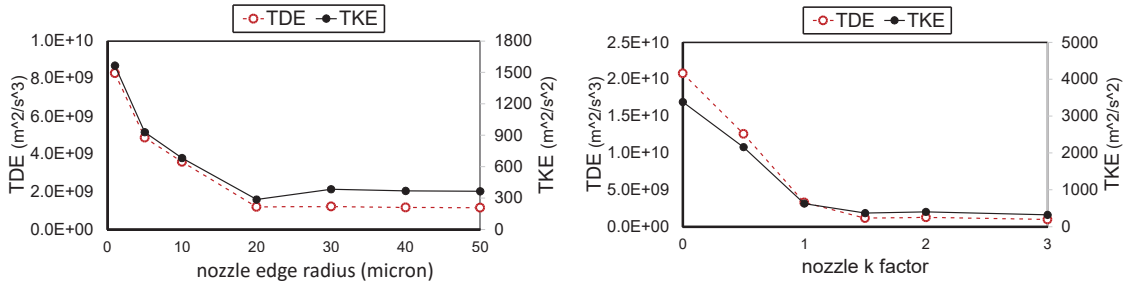 TDE TKE
1.0E+10
8.0E+09
6.0E+09
4.0E+09
2.0E+09
0.0E+00
TDE (m^2/s^3)
1800
1500
1200
900
600
300
0
TKE (m^2/s^2)
0 10 20 30 40 50
nozzle edge radius (micron)
TDE TKE
2.5E+10
2.0E+10
1.5E+10
1.0E+10
5.0E+09
0.0E+00
TDE (m^2/s^3)
5000
4000
3000
2000
1000
0
TKE (m^2/s^2)
0 1 2 3
nozzle k factor